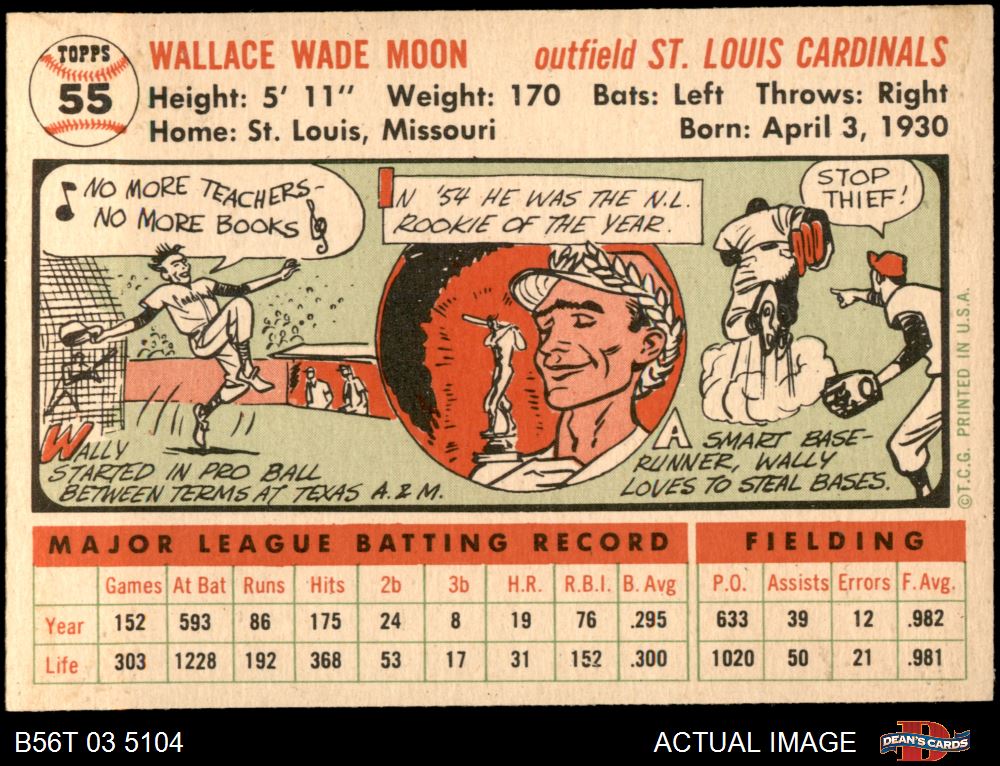 TOPPS
55
WALLACE WADE MOON
outfield ST. LOUIS CARDINALS
Height: 5' 11" Weight: 170 Bats: Left Throws: Right
Home: St. Louis, Missouri
Born: April 3, 1930
NO MORE TEACHERS-
NO MORE BOOKS
WALLY
STARTED IN PRO BALL
BETWEEN TERMS AT TEXAS A. & M.
IN '54 HE WAS THE N.L.
ROOKIE OF THE YEAR.
STOP
THIEF!
A SMART BASE-
RUNNER, WALLY
LOVES TO STEAL BASES.
©T.C.G. PRINTED IN U.S.A.
MAJOR LEAGUE BATTING RECORD
Games At Bat Runs Hits 2b 3b H.R. R.B.I. B. Avg
Year 152 593 86 175 24 8 19 76 .295
Life 303 1228 192 368 53 17 31 152 .300
FIELDING
P.O. Assists Errors F. Avg.
633 39 12 .982
1020 50 21 .981
B56T 03 5104
ACTUAL IMAGE
D
DEAN'S CARDS